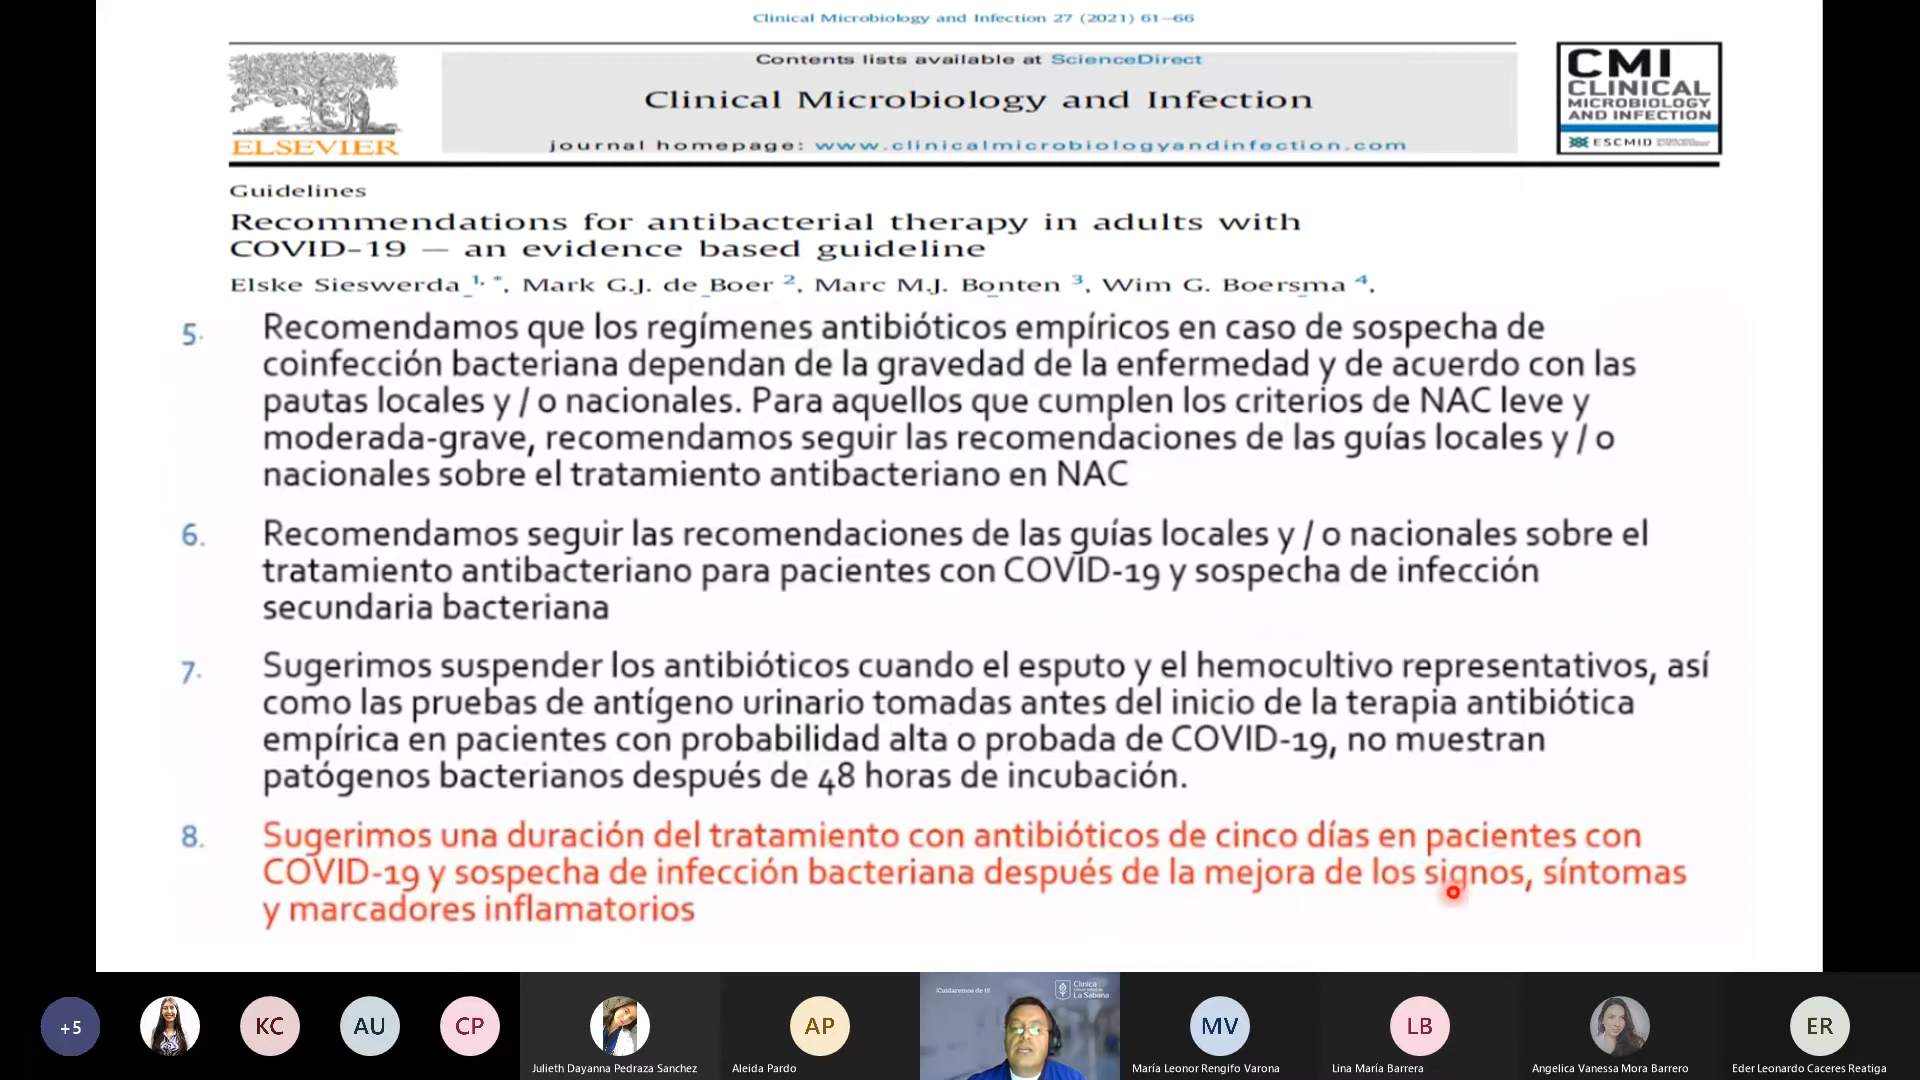 Clinical Microbiology and Infection 27 (2021) 61–66
Contents lists available at ScienceDirect
Clinical Microbiology and Infection
journal homepage: www.clinicalmicrobiologyandinfection.com
ELSEVIER
CMI
CLINICAL
MICROBIOLOGY
AND INFECTION
ESCMID
Guidelines
Recommendations for antibacterial therapy in adults with
COVID-19 — an evidence based guideline
Elske Sieswerda 1, *, Mark G.J. de Boer 2, Marc M.J. Bonten 3, Wim G. Boersma 4,
5. Recomendamos que los regímenes antibióticos empíricos en caso de sospecha de
coinfección bacteriana dependan de la gravedad de la enfermedad y de acuerdo con las
pautas locales y / o nacionales. Para aquellos que cumplen los criterios de NAC leve y
moderada-grave, recomendamos seguir las recomendaciones de las guías locales y / o
nacionales sobre el tratamiento antibacteriano en NAC
6. Recomendamos seguir las recomendaciones de las guías locales y / o nacionales sobre el
tratamiento antibacteriano para pacientes con COVID-19 y sospecha de infección
secundaria bacteriana
7. Sugerimos suspender los antibióticos cuando el esputo y el hemocultivo representativos, así
como las pruebas de antígeno urinario tomadas antes del inicio de la terapia antibiótica
empírica en pacientes con probabilidad alta o probada de COVID-19, no muestran
patógenos bacterianos después de 48 horas de incubación.
8. Sugerimos una duración del tratamiento con antibióticos de cinco días en pacientes con
COVID-19 y sospecha de infección bacteriana después de la mejora de los signos, síntomas
y marcadores inflamatorios
+5
KC
AU
CP
Julieth Dayanna Pedraza Sanchez
AP
Aleida Pardo
¡Cuidaremos de ti!
Clínica
La Sabana
MV
María Leonor Rengifo Varona
LB
Lina María Barrera
Angelica Vanessa Mora Barrero
ER
Eder Leonardo Caceres Reatiga